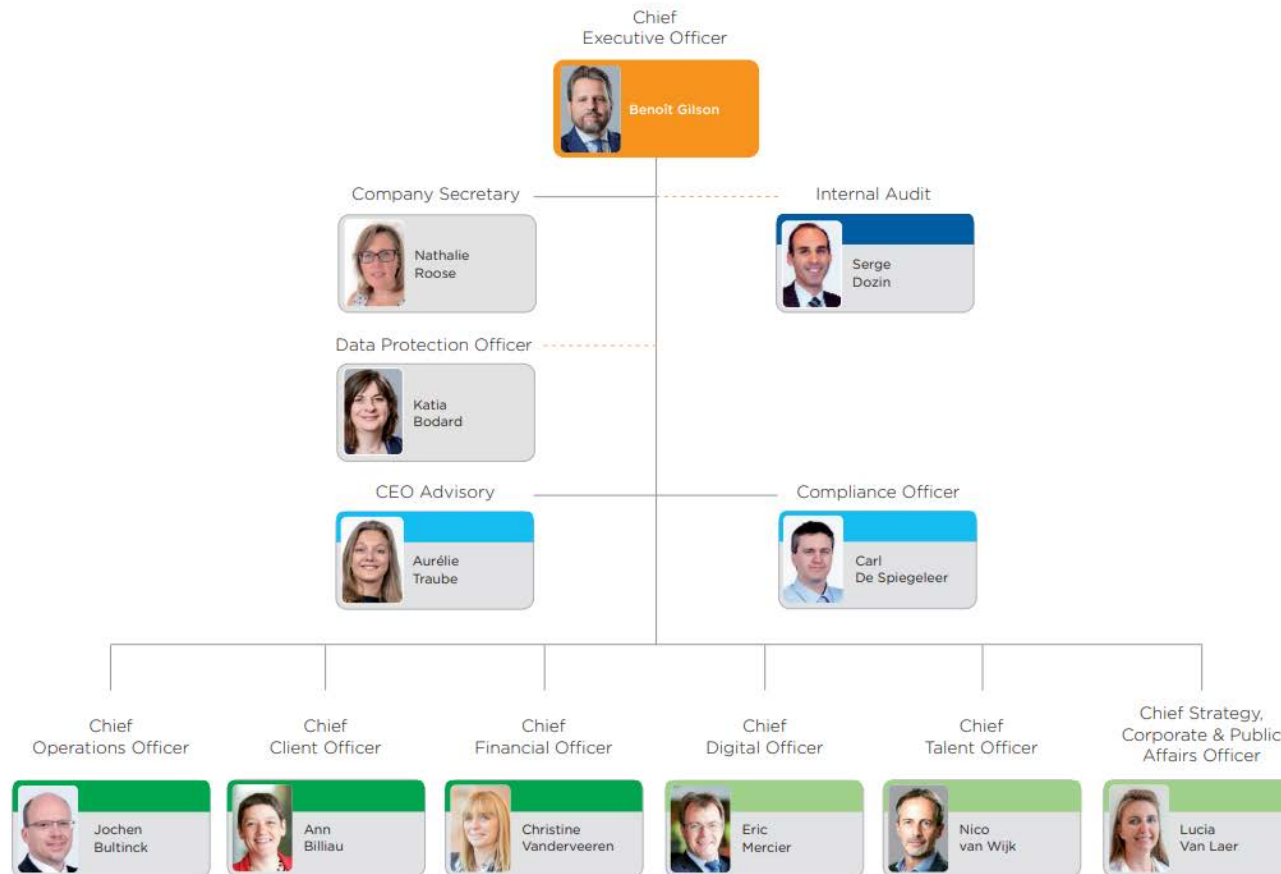 Chief
Executive Officer
Benoît Gilson
Company Secretary
Internal Audit
Nathalie
Roose
Serge
Dozin
Data Protection Officer
Katia
Bodard
CEO Advisory
Compliance Officer
Aurélie
Traube
Carl
De Spiegeleer
Chief
Operations Officer
Chief
Client Officer
Chief
Financial Officer
Chief
Digital Officer
Chief
Talent Officer
Chief Strategy,
Corporate & Public
Affairs Officer
Jochen
Bultinck
Ann
Billiau
Christine
Vanderveeren
Eric
Mercier
Nico
van Wijk
Lucia
Van Laer